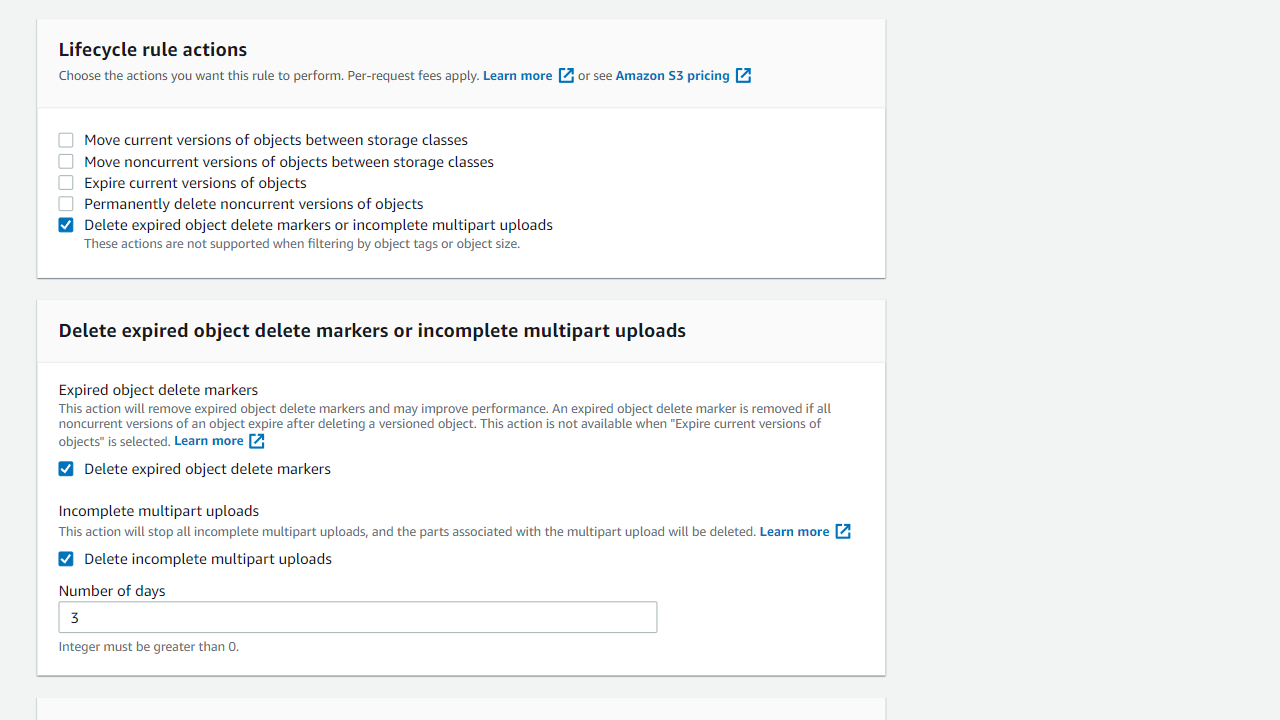 Lifecycle rule actions
Choose the actions you want this rule to perform. Per-request fees apply. Learn more or see Amazon S3 pricing
Move current versions of objects between storage classes
Move noncurrent versions of objects between storage classes
Expire current versions of objects
Permanently delete noncurrent versions of objects
Delete expired object delete markers or incomplete multipart uploads
These actions are not supported when filtering by object tags or object size.
Delete expired object delete markers or incomplete multipart uploads
Expired object delete markers
This action will remove expired object delete markers and may improve performance. An expired object delete marker is removed if all
noncurrent versions of an object expire after deleting a versioned object. This action is not available when "Expire current versions of
objects" is selected. Learn more
Delete expired object delete markers
Incomplete multipart uploads
This action will stop all incomplete multipart uploads, and the parts associated with the multipart upload will be deleted. Learn more
Delete incomplete multipart uploads
Number of days
3
Integer must be greater than 0.